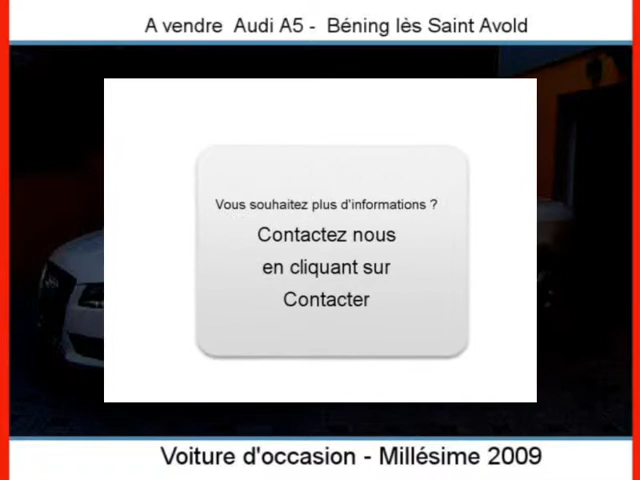 A vendre Audi A5 - Béning lès Saint Avold
Vous souhaitez plus d'informations ?
Contactez nous
en cliquant sur
Contacter
Voiture d'occasion - Millésime 2009